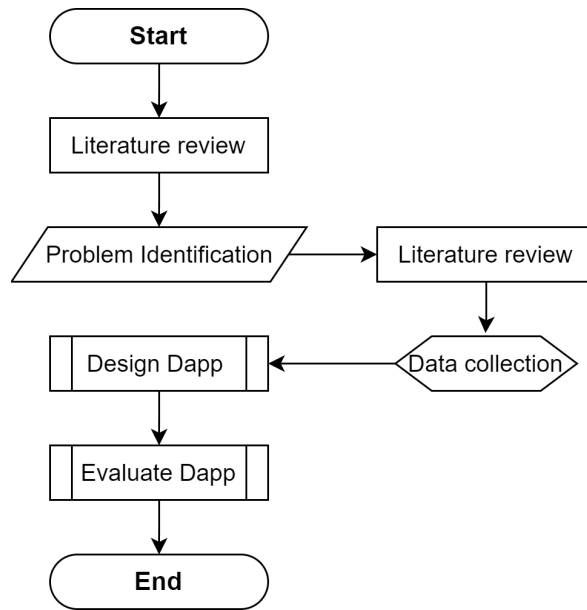 Start
Literature review
Problem Identification
Literature review
Data collection
Design Dapp
Evaluate Dapp
End